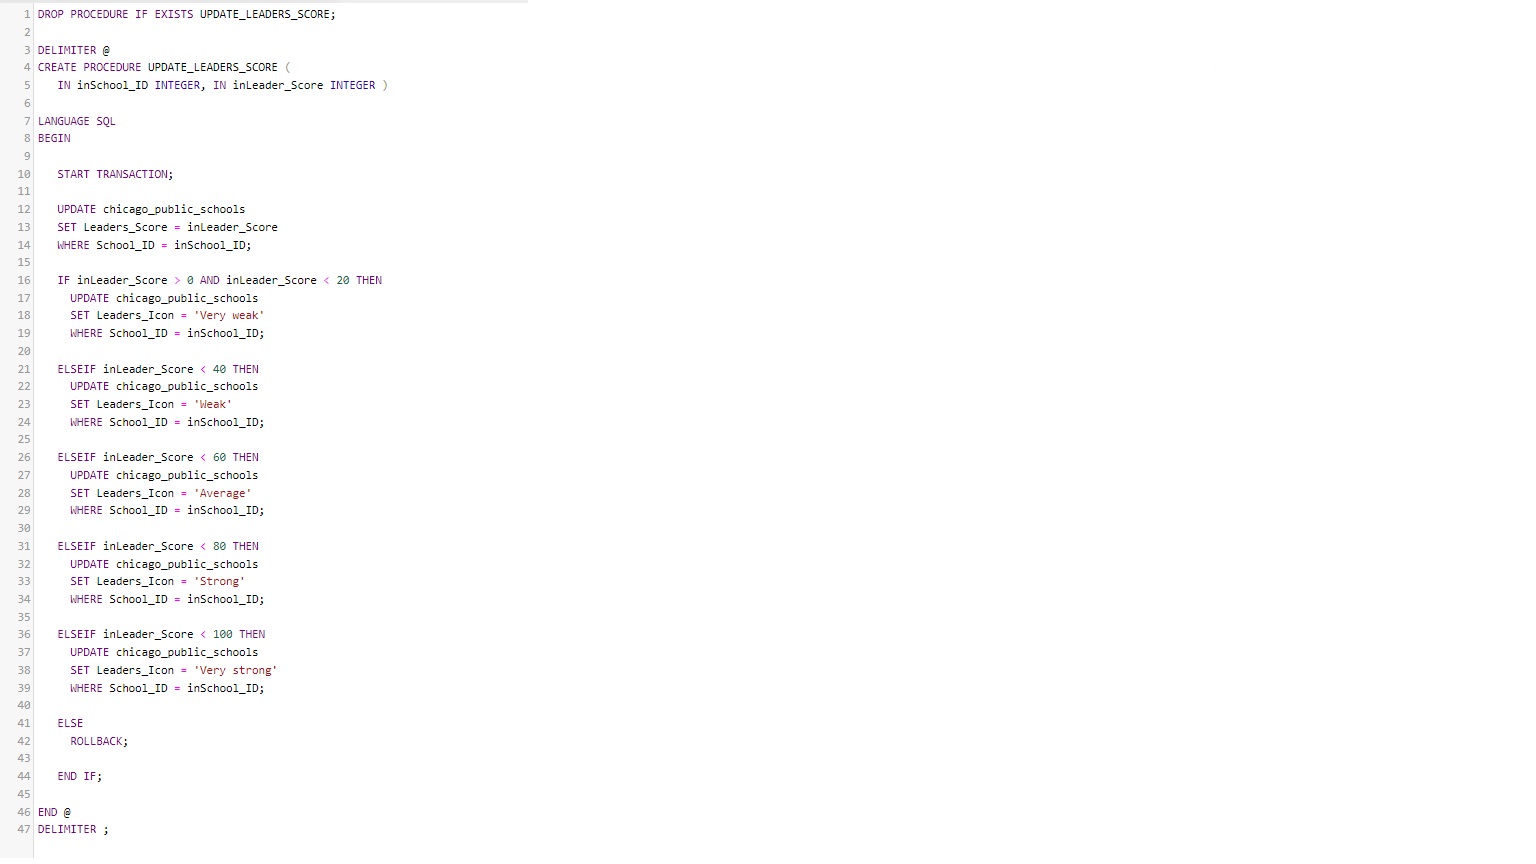 1 DROP PROCEDURE IF EXISTS UPDATE_LEADERS_SCORE;
2
3 DELIMITER @
4 CREATE PROCEDURE UPDATE_LEADERS_SCORE (
5    IN inSchool_ID INTEGER, IN inLeader_Score INTEGER )
6
7 LANGUAGE SQL
8 BEGIN
9
10    START TRANSACTION;
11
12    UPDATE chicago_public_schools
13    SET Leaders_Score = inLeader_Score
14    WHERE School_ID = inSchool_ID;
15
16    IF inLeader_Score > 0 AND inLeader_Score < 20 THEN
17      UPDATE chicago_public_schools
18      SET Leaders_Icon = 'Very weak'
19      WHERE School_ID = inSchool_ID;
20
21    ELSEIF inLeader_Score < 40 THEN
22      UPDATE chicago_public_schools
23      SET Leaders_Icon = 'Weak'
24      WHERE School_ID = inSchool_ID;
25
26    ELSEIF inLeader_Score < 60 THEN
27      UPDATE chicago_public_schools
28      SET Leaders_Icon = 'Average'
29      WHERE School_ID = inSchool_ID;
30
31    ELSEIF inLeader_Score < 80 THEN
32      UPDATE chicago_public_schools
33      SET Leaders_Icon = 'Strong'
34      WHERE School_ID = inSchool_ID;
35
36    ELSEIF inLeader_Score < 100 THEN
37      UPDATE chicago_public_schools
38      SET Leaders_Icon = 'Very strong'
39      WHERE School_ID = inSchool_ID;
40
41    ELSE
42      ROLLBACK;
43
44    END IF;
45
46 END @
47 DELIMITER ;